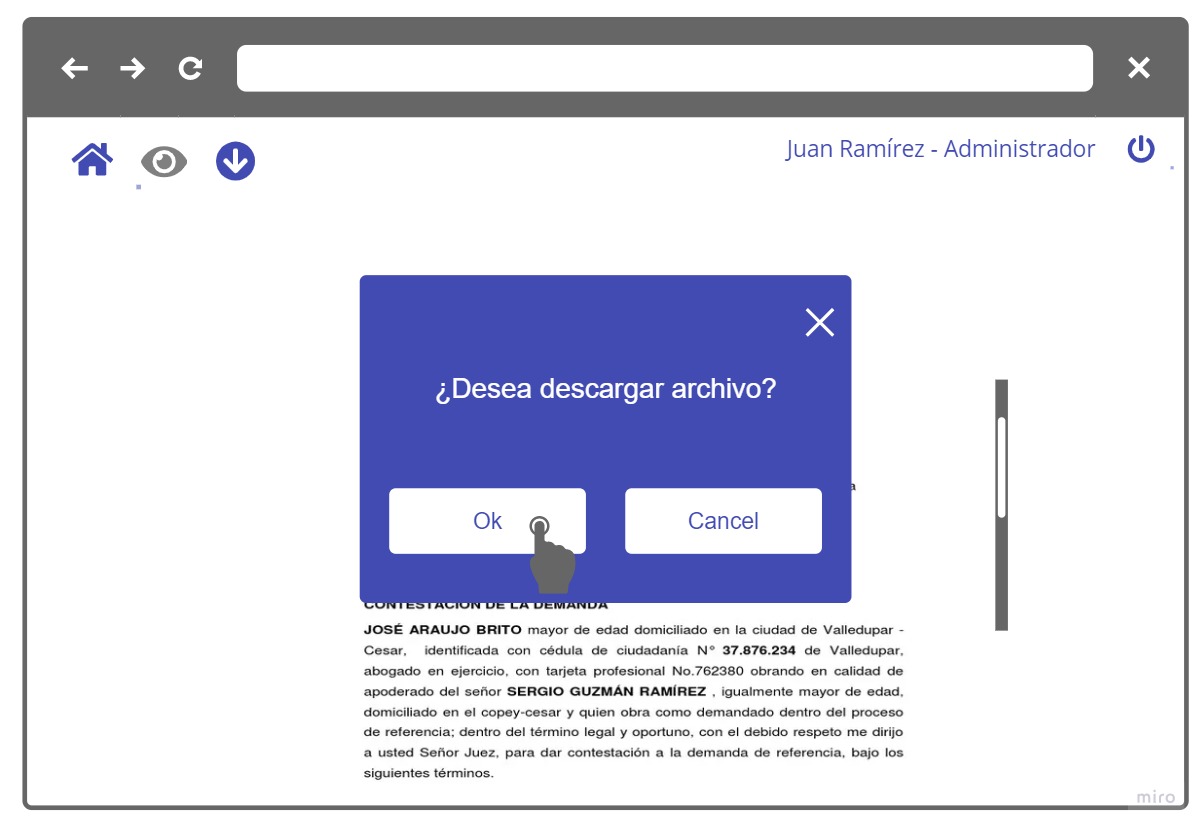 Juan Ramírez - Administrador
¿Desea descargar archivo?
a
Ok
Cancel
CONTESTACION DE LA DEMANDA
JOSÉ ARAUJO BRITO mayor de edad domiciliado en la ciudad de Valledupar -
Cesar, identificada con cédula de ciudadanía N° 37.876.234 de Valledupar,
abogado en ejercicio, con tarjeta profesional No.762380 obrando en calidad de
apoderado del señor SERGIO GUZMÁN RAMÍREZ , igualmente mayor de edad,
domiciliado en el copey-cesar y quien obra como demandado dentro del proceso
de referencia; dentro del término legal y oportuno, con el debido respeto me dirijo
a usted Señor Juez, para dar contestación a la demanda de referencia, bajo los
siguientes términos.
miro